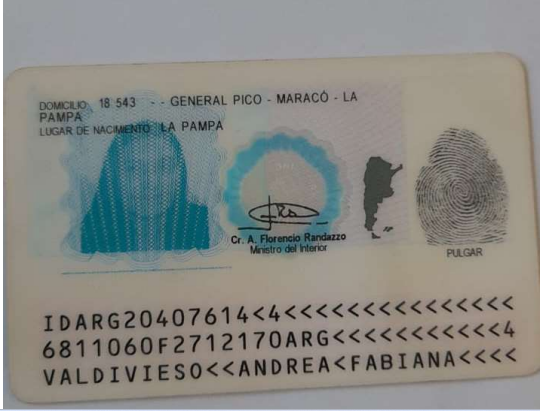 DOMICILIO: 18 543 - - GENERAL PICO - MARACÓ - LA
PAMPA
LUGAR DE NACIMIENTO: LA PAMPA
Cr. A. Florencio Randazzo
Ministro del Interior
PULGAR
IDARG20407614<4<<<<<<<<<<<<<<<
6811060F2712170ARG<<<<<<<<<<<4
VALDIVIESO<<ANDREA<FABIANA<<<<